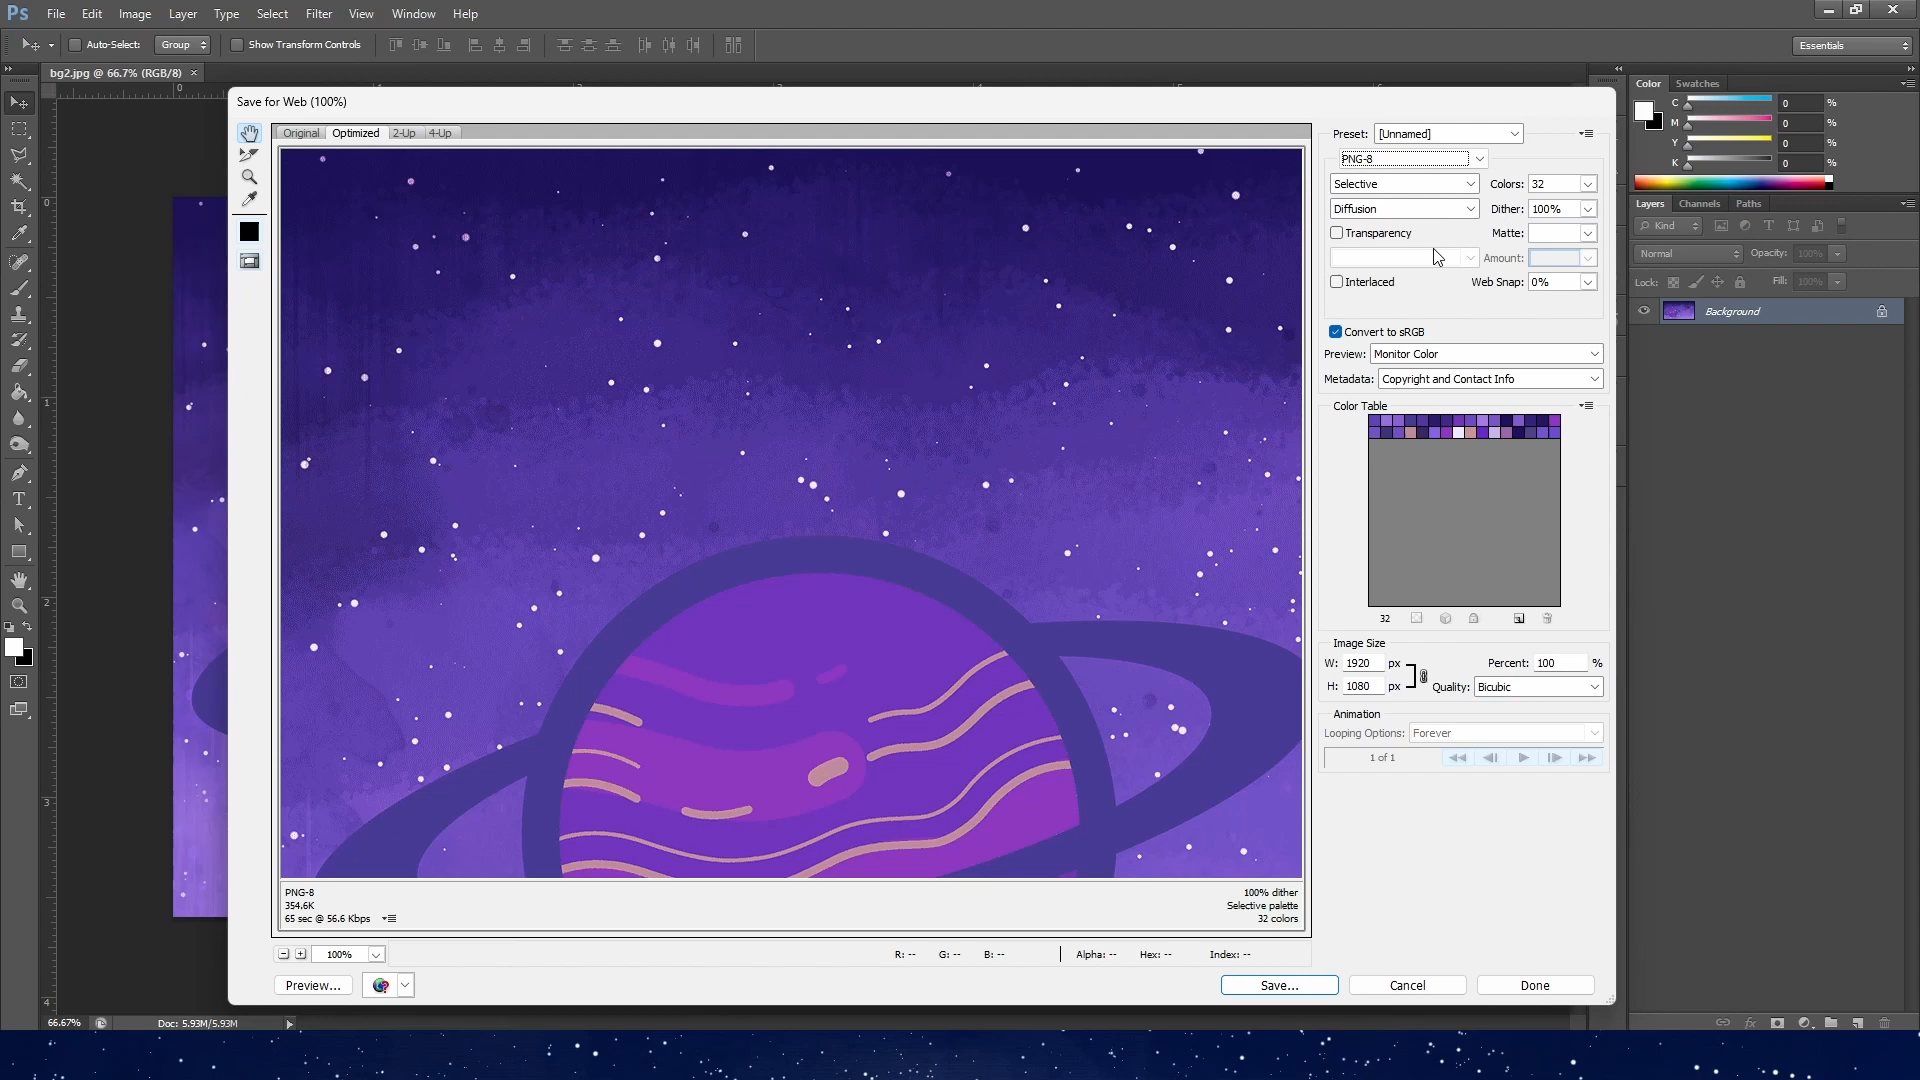 Ps File Edit Image Layer Type Select Filter View Window Help
Auto-Select: Group Show Transform Controls Essentials
bg2.jpg @ 66.7% (RGB/8) ×
Save for Web (100%)
Original Optimized 2-Up 4-Up
Preset: [Unnamed]
PNG-8
Selective Colors: 32
Diffusion Dither: 100%
Transparency Matte:
Amount:
Interlaced Web Snap: 0%
Convert to sRGB
Preview: Monitor Color
Metadata: Copyright and Contact Info
Color Table
32
Image Size
W: 1920 px Percent: 100 %
H: 1080 px Quality: Bicubic
Animation
Looping Options: Forever
1 of 1
PNG-8
354.6K
65 sec @ 56.6 Kbps
100% dither
Selective palette
32 colors
100% R: -- G: -- B: -- Alpha: -- Hex: -- Index: --
Preview... Save... Cancel Done
Color Swatches
C 0 %
M 0 %
Y 0 %
K 0 %
Layers Channels Paths
Kind
Normal Opacity: 100%
Lock: Fill: 100%
Background
66.67% Doc: 5.93M/5.93M